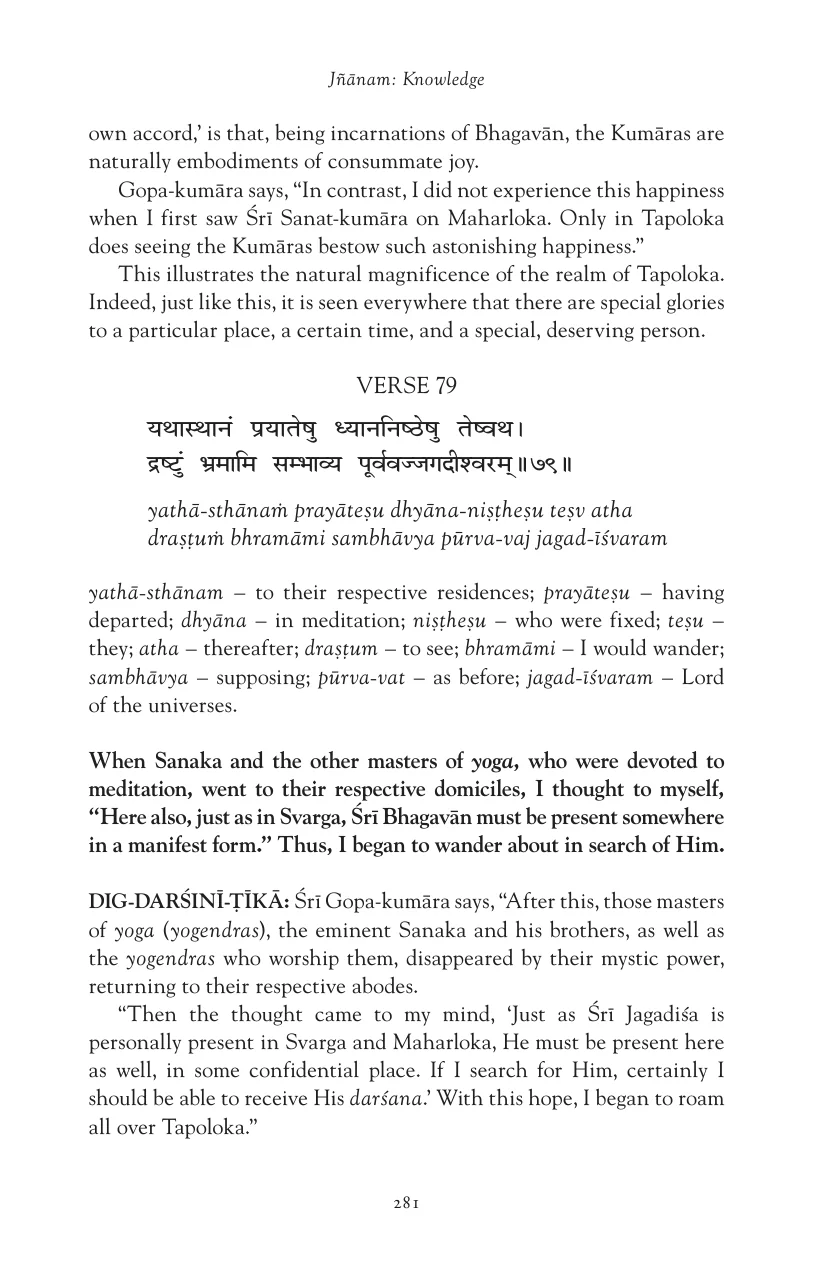 Jñānam: Knowledge
own accord,’ is that, being incarnations of Bhagavān, the Kumāras are
naturally embodiments of consummate joy.
Gopa-kumāra says, “In contrast, I did not experience this happiness
when I first saw Śrī Sanat-kumāra on Maharloka. Only in Tapoloka
does seeing the Kumāras bestow such astonishing happiness.”
This illustrates the natural magnificence of the realm of Tapoloka.
Indeed, just like this, it is seen everywhere that there are special glories
to a particular place, a certain time, and a special, deserving person.
VERSE 79
यथास्थानं प्रयातेषु ध्याननिष्ठेषु तेष्वथ।
द्रष्टुं भ्रमामि सम्भाव्य पूर्ववज्जगदीश्वरम्॥७९॥
yathā-sthānaṁ prayāteṣu dhyāna-niṣṭheṣu teṣv atha
draṣṭuṁ bhramāmi sambhāvya pūrva-vaj jagad-īśvaram
yathā-sthānam – to their respective residences; prayāteṣu – having
departed; dhyāna – in meditation; niṣṭheṣu – who were fixed; teṣu –
they; atha – thereafter; draṣṭum – to see; bhramāmi – I would wander;
sambhāvya – supposing; pūrva-vat – as before; jagad-īśvaram – Lord
of the universes.
When Sanaka and the other masters of yoga, who were devoted to
meditation, went to their respective domiciles, I thought to myself,
“Here also, just as in Svarga, Śrī Bhagavān must be present somewhere
in a manifest form.” Thus, I began to wander about in search of Him.
DIG-DARŚINĪ-ṬĪKĀ: Śrī Gopa-kumāra says, “After this, those masters
of yoga (yogendras), the eminent Sanaka and his brothers, as well as
the yogendras who worship them, disappeared by their mystic power,
returning to their respective abodes.
“Then the thought came to my mind, ‘Just as Śrī Jagadiśa is
personally present in Svarga and Maharloka, He must be present here
as well, in some confidential place. If I search for Him, certainly I
should be able to receive His darśana.’ With this hope, I began to roam
all over Tapoloka.”
281